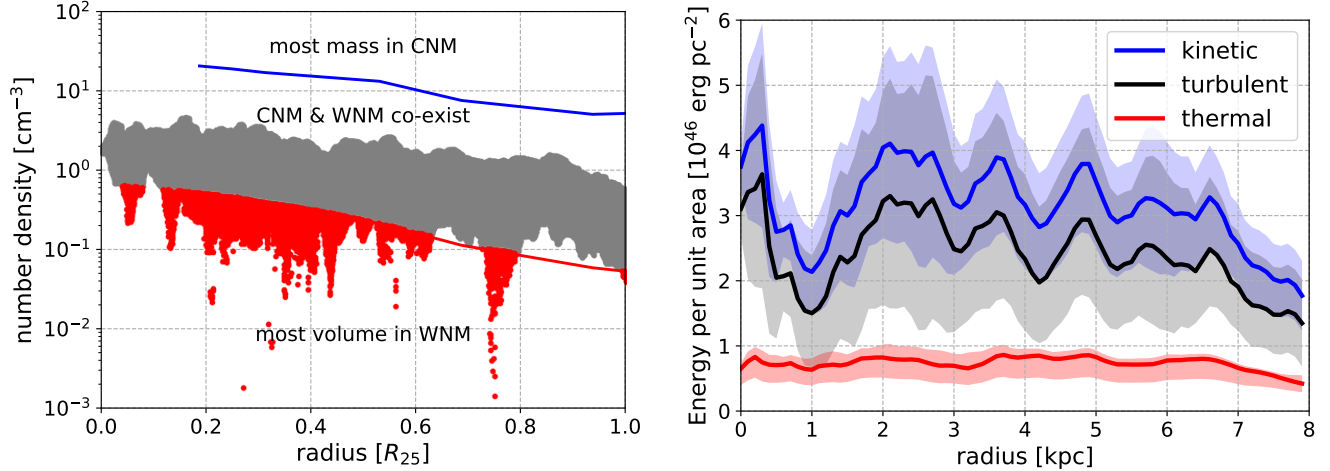 number density [cm⁻³]
10²
10¹
10⁰
10⁻¹
10⁻²
10⁻³
most mass in CNM
CNM & WNM co-exist
most volume in WNM
0.0 0.2 0.4 0.6 0.8 1.0
radius [R₂₅]
Energy per unit area [10⁴⁶ erg pc⁻²]
6
5
4
3
2
1
0
kinetic
turbulent
thermal
0 1 2 3 4 5 6 7 8
radius [kpc]